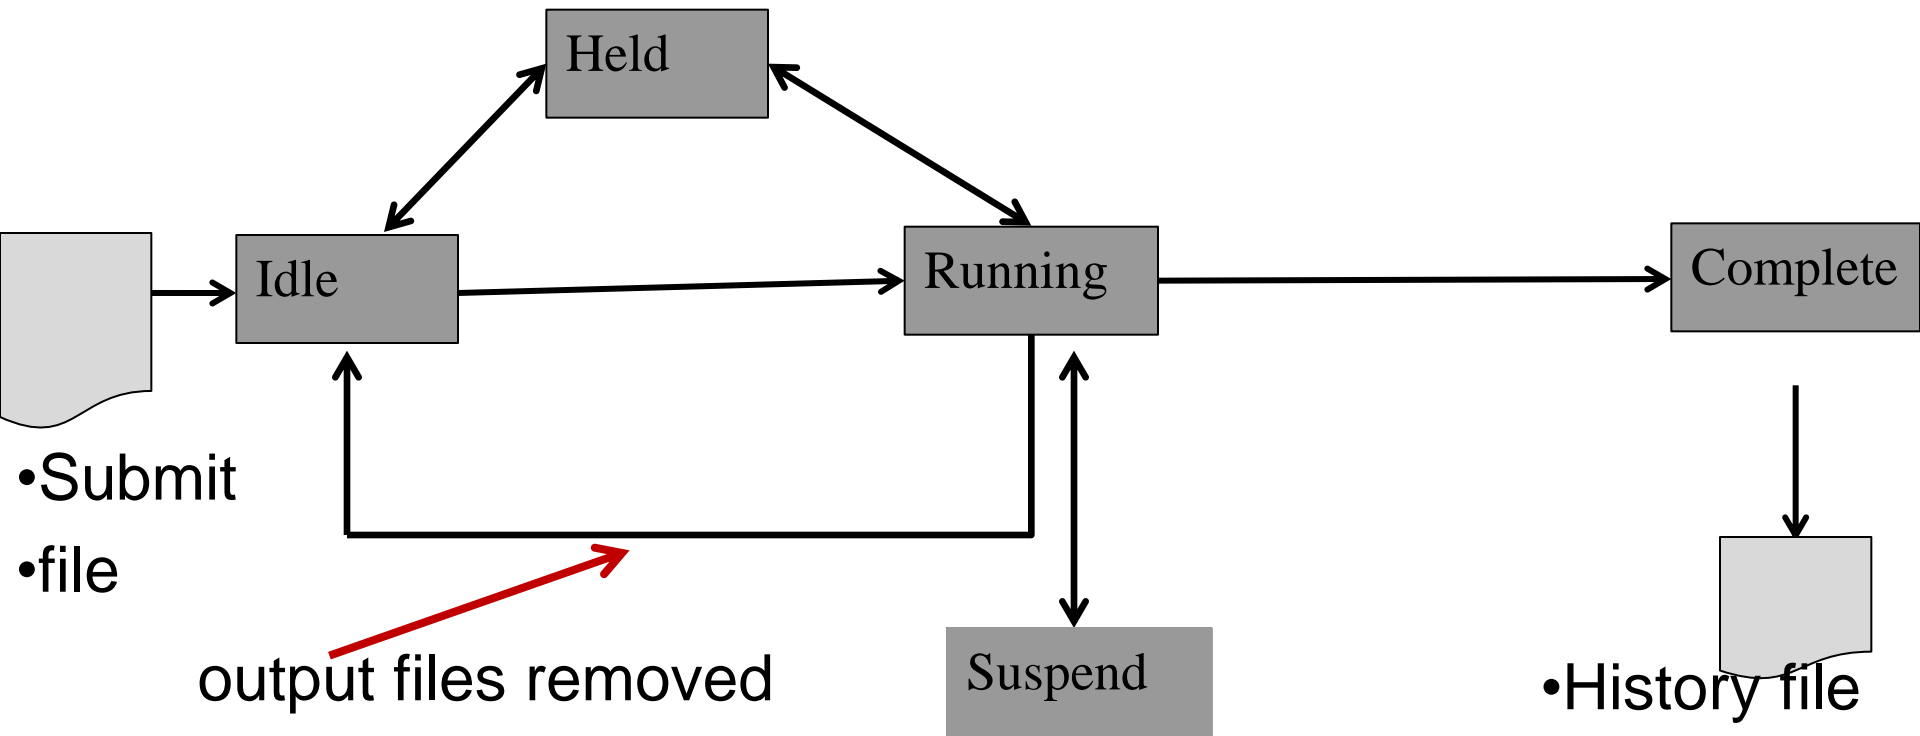 Held
Idle
Running
Complete
•Submit
•file
output files removed
Suspend
•History file